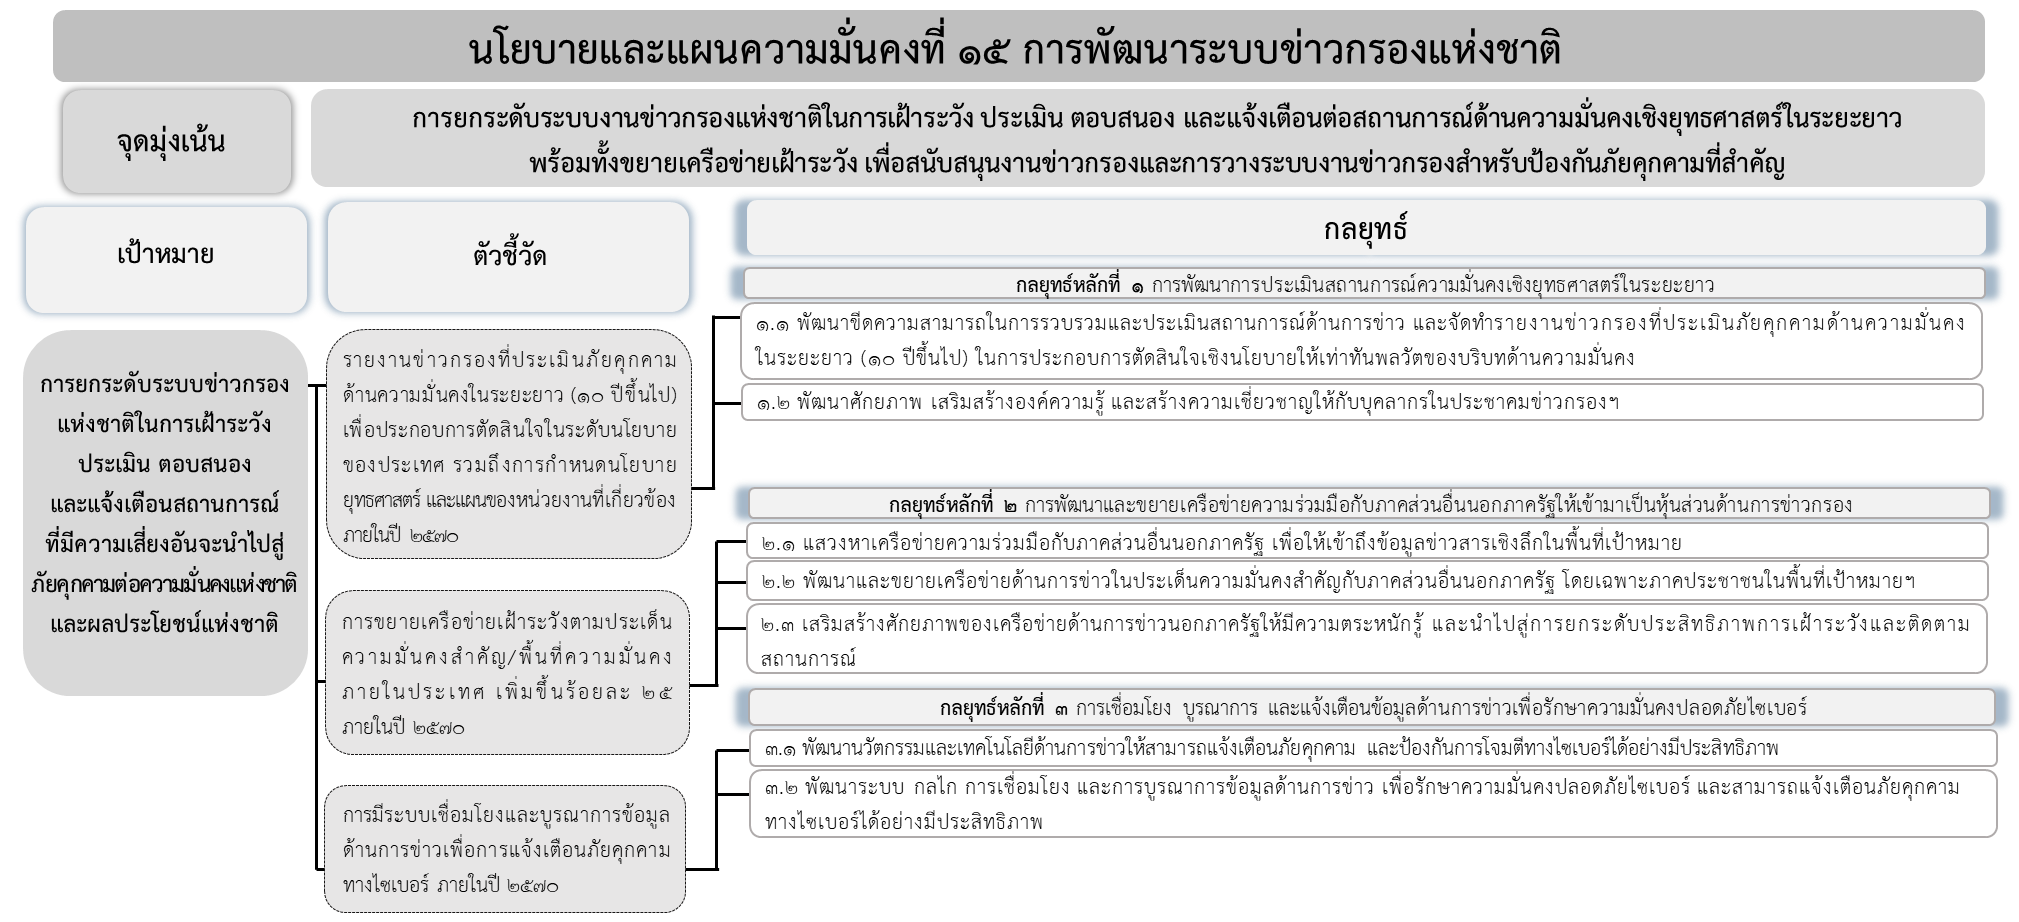 นโยบายและแผนความมั่นคงที่ ๑๕ การพัฒนาระบบข่าวกรองแห่งชาติ
จุดมุ่งเน้น
การยกระดับระบบงานข่าวกรองแห่งชาติในการเฝ้าระวัง ประเมิน ตอบสนอง และแจ้งเตือนต่อสถานการณ์ด้านความมั่นคงเชิงยุทธศาสตร์ในระยะยาว
พร้อมทั้งขยายเครือข่ายเฝ้าระวัง เพื่อสนับสนุนงานข่าวกรองและการวางระบบงานข่าวกรองสำหรับป้องกันภัยคุกคามที่สำคัญ
เป้าหมาย
ตัวชี้วัด
กลยุทธ์
การยกระดับระบบข่าวกรอง
แห่งชาติในการเฝ้าระวัง
ประเมิน ตอบสนอง
และแจ้งเตือนสถานการณ์
ที่มีความเสี่ยงอันจะนำไปสู่
ภัยคุกคามต่อความมั่นคงแห่งชาติ
และผลประโยชน์แห่งชาติ
รายงานข่าวกรองที่ประเมินภัยคุกคาม
ด้านความมั่นคงในระยะยาว (๑๐ ปีขึ้นไป)
เพื่อประกอบการตัดสินใจในระดับนโยบาย
ของประเทศ รวมถึงการกำหนดนโยบาย
ยุทธศาสตร์ และแผนของหน่วยงานที่เกี่ยวข้อง
ภายในปี ๒๕๗๐
การขยายเครือข่ายเฝ้าระวังตามประเด็น
ความมั่นคงสำคัญ/พื้นที่ความมั่นคง
ภายในประเทศ เพิ่มขึ้นร้อยละ ๒๕
ภายในปี ๒๕๗๐
การมีระบบเชื่อมโยงและบูรณาการข้อมูล
ด้านการข่าวเพื่อการแจ้งเตือนภัยคุกคาม
ทางไซเบอร์ ภายในปี ๒๕๗๐
กลยุทธ์หลักที่ ๑ การพัฒนาการประเมินสถานการณ์ความมั่นคงเชิงยุทธศาสตร์ในระยะยาว
๑.๑ พัฒนาขีดความสามารถในการรวบรวมและประเมินสถานการณ์ด้านการข่าว และจัดทำรายงานข่าวกรองที่ประเมินภัยคุกคามด้านความมั่นคง
ในระยะยาว (๑๐ ปีขึ้นไป) ในการประกอบการตัดสินใจเชิงนโยบายให้เท่าทันพลวัตของบริบทด้านความมั่นคง
๑.๒ พัฒนาศักยภาพ เสริมสร้างองค์ความรู้ และสร้างความเชี่ยวชาญให้กับบุคลากรในประชาคมข่าวกรองฯ
กลยุทธ์หลักที่ ๒ การพัฒนาและขยายเครือข่ายความร่วมมือกับภาคส่วนอื่นนอกภาครัฐให้เข้ามาเป็นหุ้นส่วนด้านการข่าวกรอง
๒.๑ แสวงหาเครือข่ายความร่วมมือกับภาคส่วนอื่นนอกภาครัฐ เพื่อให้เข้าถึงข้อมูลข่าวสารเชิงลึกในพื้นที่เป้าหมาย
๒.๒ พัฒนาและขยายเครือข่ายด้านการข่าวในประเด็นความมั่นคงสำคัญกับภาคส่วนอื่นนอกภาครัฐ โดยเฉพาะภาคประชาชนในพื้นที่เป้าหมายฯ
๒.๓ เสริมสร้างศักยภาพของเครือข่ายด้านการข่าวนอกภาครัฐให้มีความตระหนักรู้ และนำไปสู่การยกระดับประสิทธิภาพการเฝ้าระวังและติดตาม
สถานการณ์
กลยุทธ์หลักที่ ๓ การเชื่อมโยง บูรณาการ และแจ้งเตือนข้อมูลด้านการข่าวเพื่อรักษาความมั่นคงปลอดภัยไซเบอร์
๓.๑ พัฒนานวัตกรรมและเทคโนโลยีด้านการข่าวให้สามารถแจ้งเตือนภัยคุกคาม และป้องกันการโจมตีทางไซเบอร์ได้อย่างมีประสิทธิภาพ
๓.๒ พัฒนาระบบ กลไก การเชื่อมโยง และการบูรณาการข้อมูลด้านการข่าว เพื่อรักษาความมั่นคงปลอดภัยไซเบอร์ และสามารถแจ้งเตือนภัยคุกคาม
ทางไซเบอร์ได้อย่างมีประสิทธิภาพ